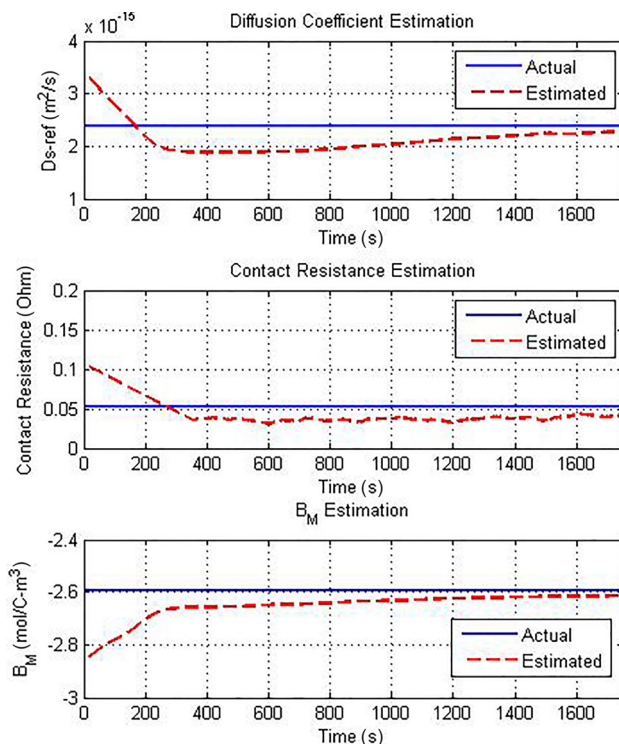 Diffusion Coefficient Estimation
x 10⁻¹⁵
4
3
2
1
Ds-ref (m²/s)
Actual
Estimated
0 200 400 600 800 1000 1200 1400 1600
Time (s)
Contact Resistance Estimation
0.2
0.15
0.1
0.05
0
Contact Resistance (Ohm)
Actual
Estimated
0 200 400 600 800 1000 1200 1400 1600
Time (s)
B_M Estimation
-2.4
-2.6
-2.8
-3
B_M (mol/C-m³)
Actual
Estimated
0 200 400 600 800 1000 1200 1400 1600
Time (s)